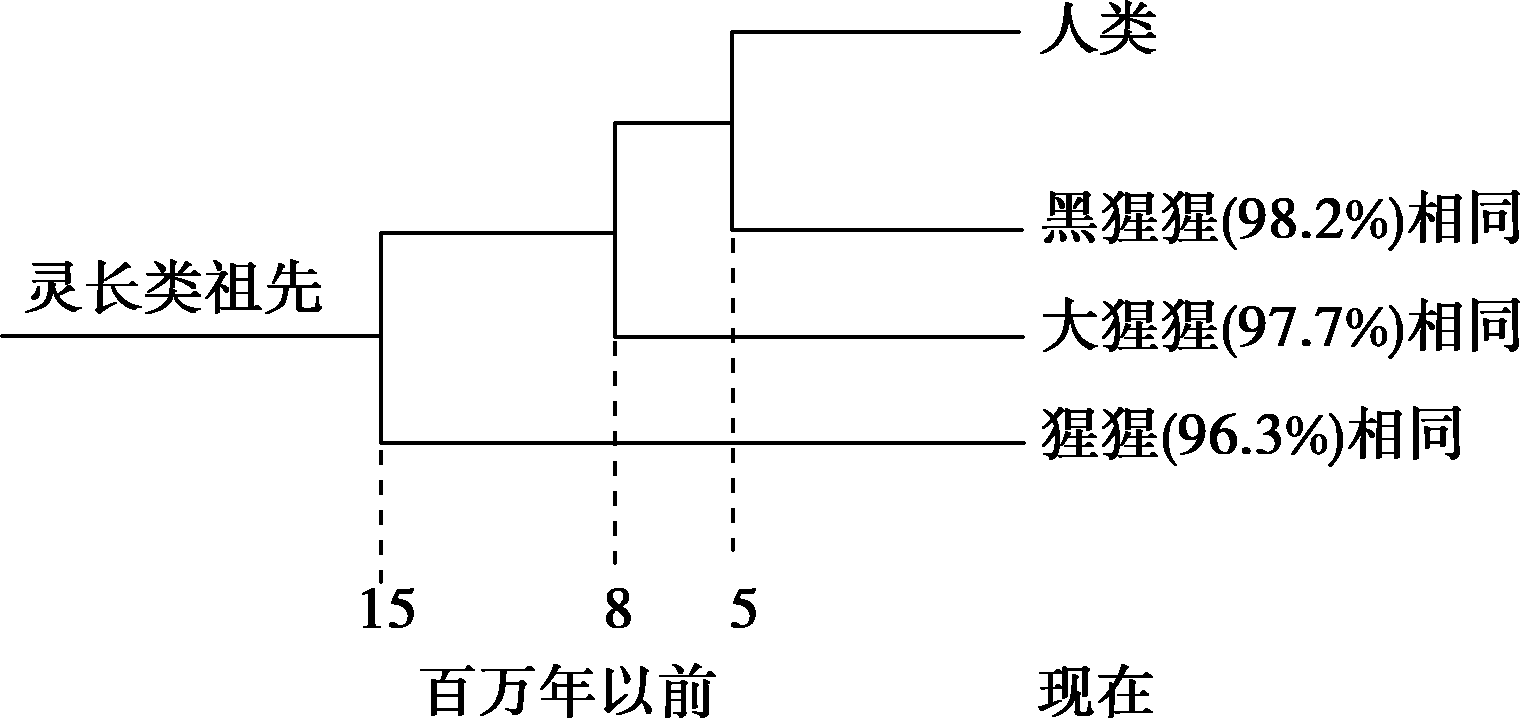 人类
黑猩猩(98.2%)相同
灵长类祖先
大猩猩(97.7%)相同
猩猩(96.3%)相同
15 8 5
百万年以前 现在